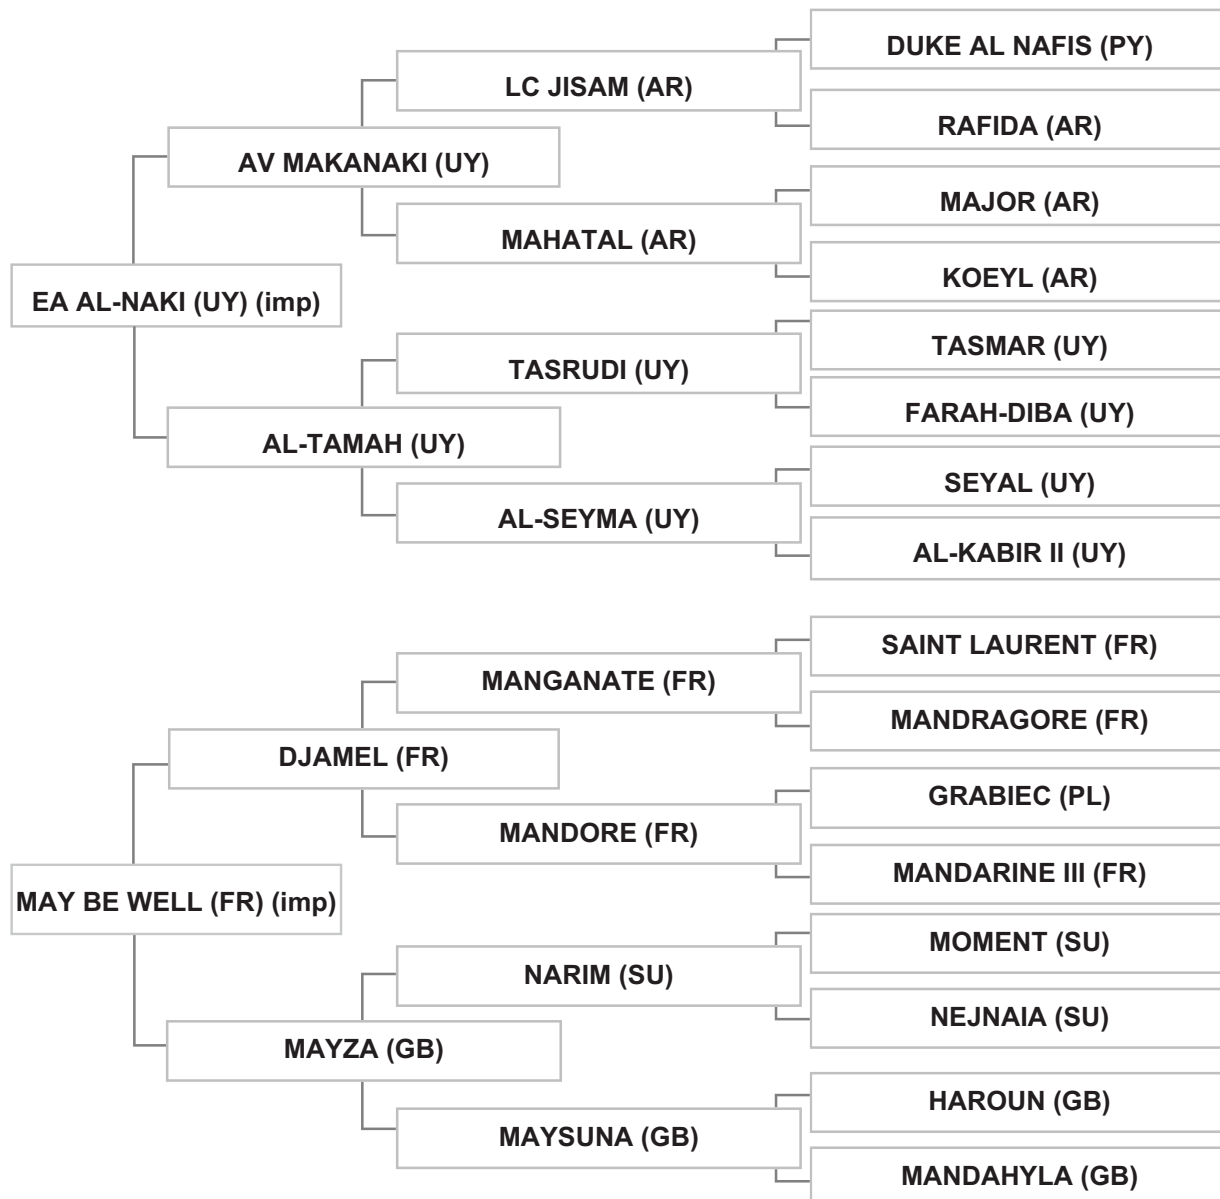 DUKE AL NAFIS (PY)
LC JISAM (AR)
RAFIDA (AR)
AV MAKANAKI (UY)
MAJOR (AR)
MAHATAL (AR)
KOEYL (AR)
EA AL-NAKI (UY) (imp)
TASMAR (UY)
TASRUDI (UY)
FARAH-DIBA (UY)
AL-TAMAH (UY)
SEYAL (UY)
AL-SEYMA (UY)
AL-KABIR II (UY)
SAINT LAURENT (FR)
MANGANATE (FR)
MANDRAGORE (FR)
DJAMEL (FR)
GRABIEC (PL)
MANDORE (FR)
MANDARINE III (FR)
MAY BE WELL (FR) (imp)
MOMENT (SU)
NARIM (SU)
NEJNAIA (SU)
MAYZA (GB)
HAROUN (GB)
MAYSUNA (GB)
MANDAHYLA (GB)